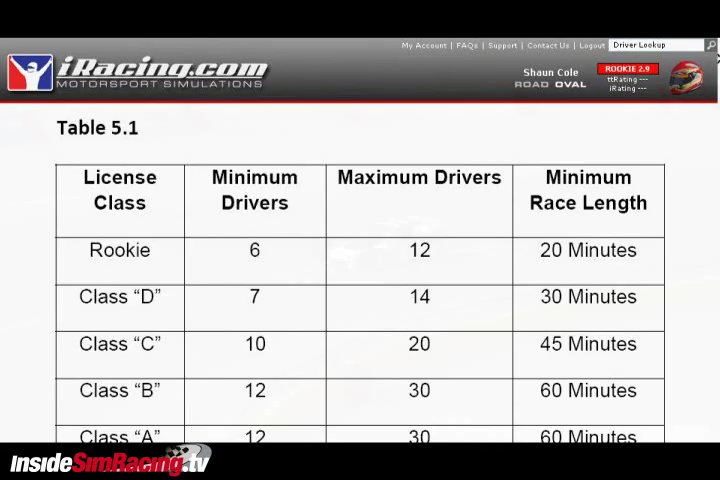 My Account | FAQs | Support | Contact Us | Logout Driver Lookup
iRacing.com
MOTORSPORT SIMULATIONS
Shaun Cole
ROAD OVAL
ROOKIE 2.9
ttRating ---
iRating ---
Table 5.1
License Class Minimum Drivers Maximum Drivers Minimum Race Length
Rookie 6 12 20 Minutes
Class “D” 7 14 30 Minutes
Class “C” 10 20 45 Minutes
Class “B” 12 30 60 Minutes
Class “A” 12 30 60 Minutes
InsideSimRacing.tv